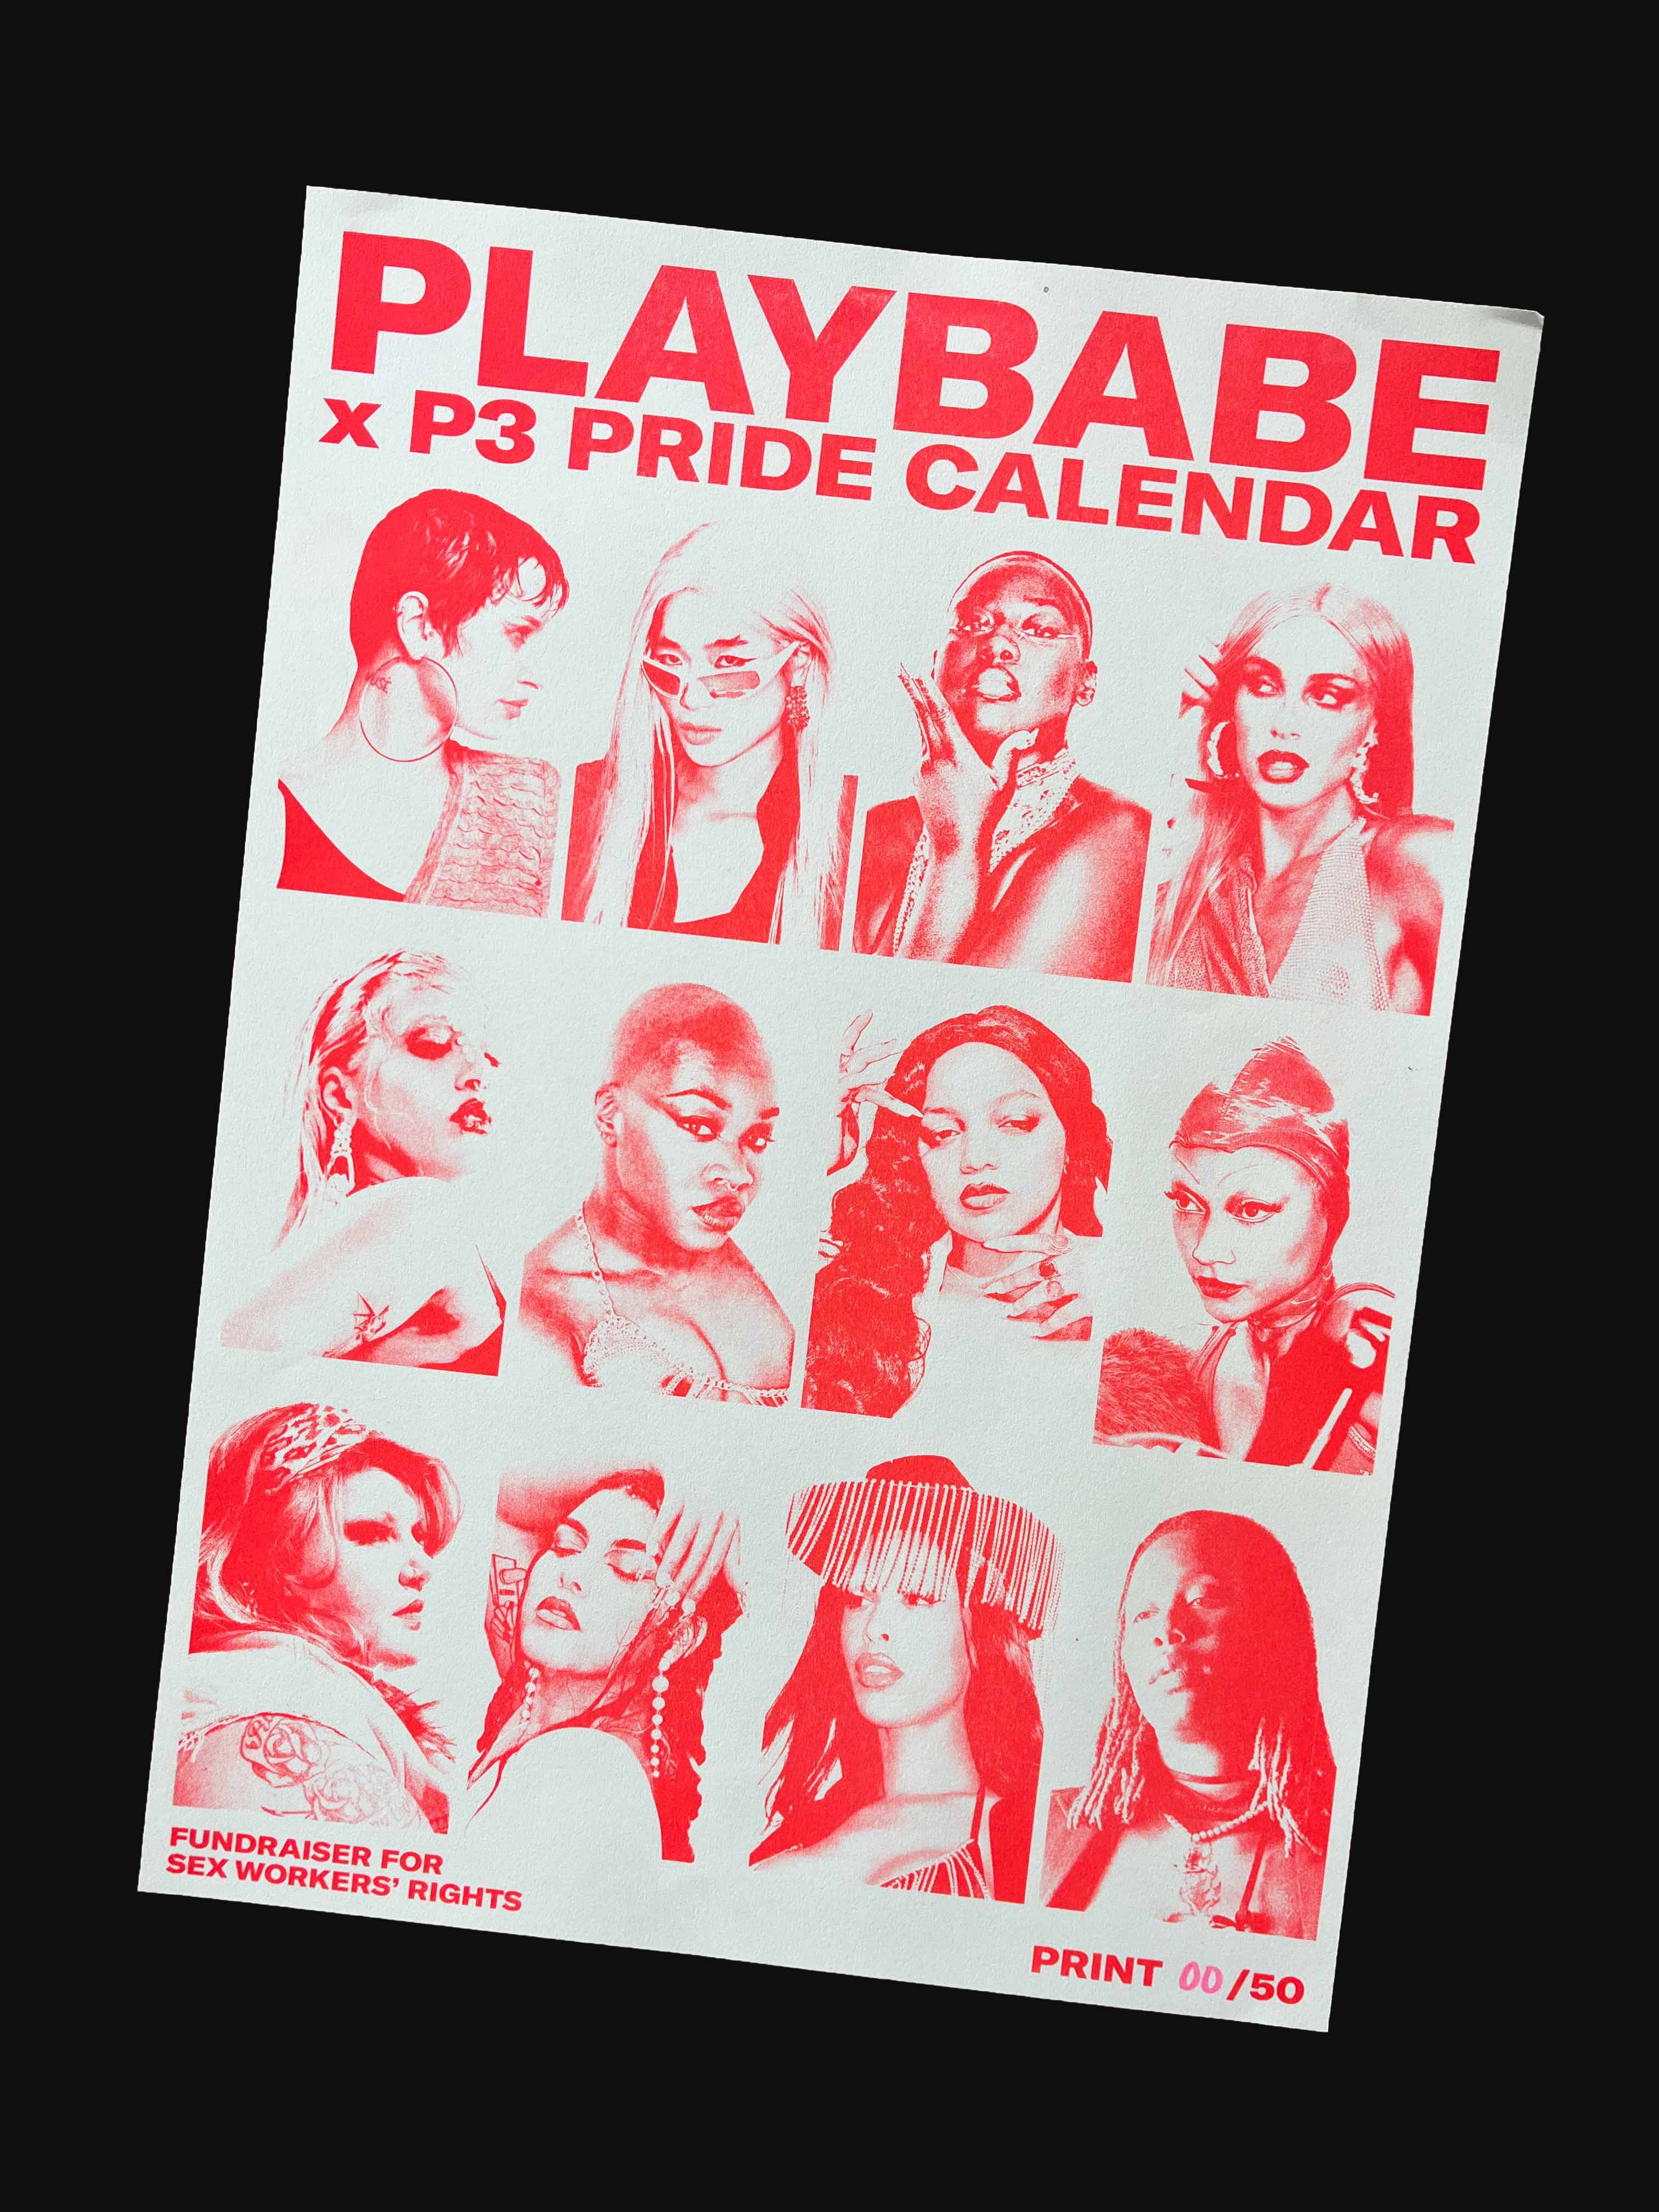 PLAYBABE
x P3 PRIDE CALENDAR
FUNDRAISER FOR
SEX WORKERS' RIGHTS
PRINT 00/50